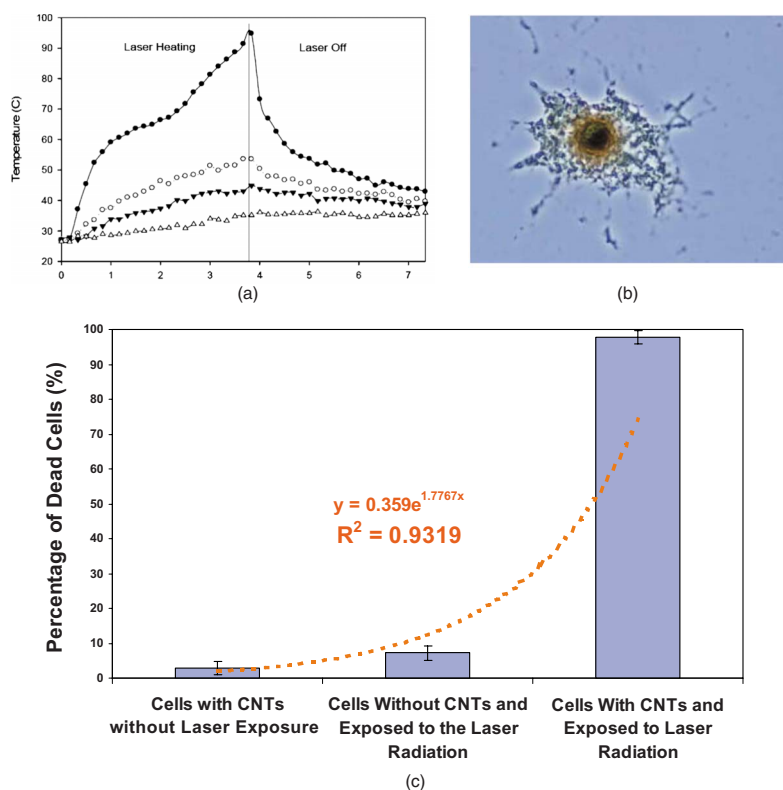 100
90
80
70
60
50
40
30
20
Temperature (C)
Laser Heating
Laser Off
0 1 2 3 4 5 6 7
(a)
(b)
100
90
80
70
60
50
40
30
20
10
0
Percentage of Dead Cells (%)
y = 0.359e^1.7767x
R^2 = 0.9319
Cells with CNTs
without Laser Exposure
Cells Without CNTs and
Exposed to the Laser
Radiation
Cells With CNTs and
Exposed to Laser
Radiation
(c)